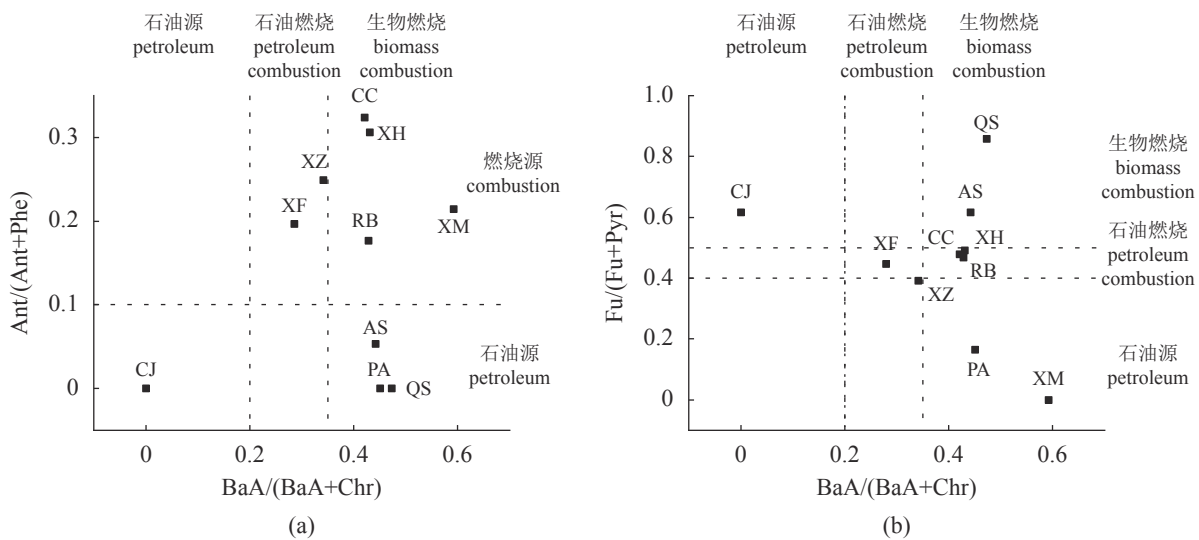 石油源
petroleum
石油燃烧
petroleum
combustion
生物燃烧
biomass
combustion
Ant/(Ant+Phe)
0.3
0.2
0.1
0
CC
XH
XZ
XF
RB
XM
燃烧源
combustion
AS
CJ
PA
QS
石油源
petroleum
0
0.2
0.4
0.6
BaA/(BaA+Chr)
(a)
石油源
petroleum
石油燃烧
petroleum
combustion
生物燃烧
biomass
combustion
Fu/(Fu+Pyr)
1.0
0.8
0.6
0.4
0.2
0
QS
CJ
AS
XF
CC
XH
RB
XZ
PA
XM
生物燃烧
biomass
combustion
石油燃烧
petroleum
combustion
石油源
petroleum
0
0.2
0.4
0.6
BaA/(BaA+Chr)
(b)